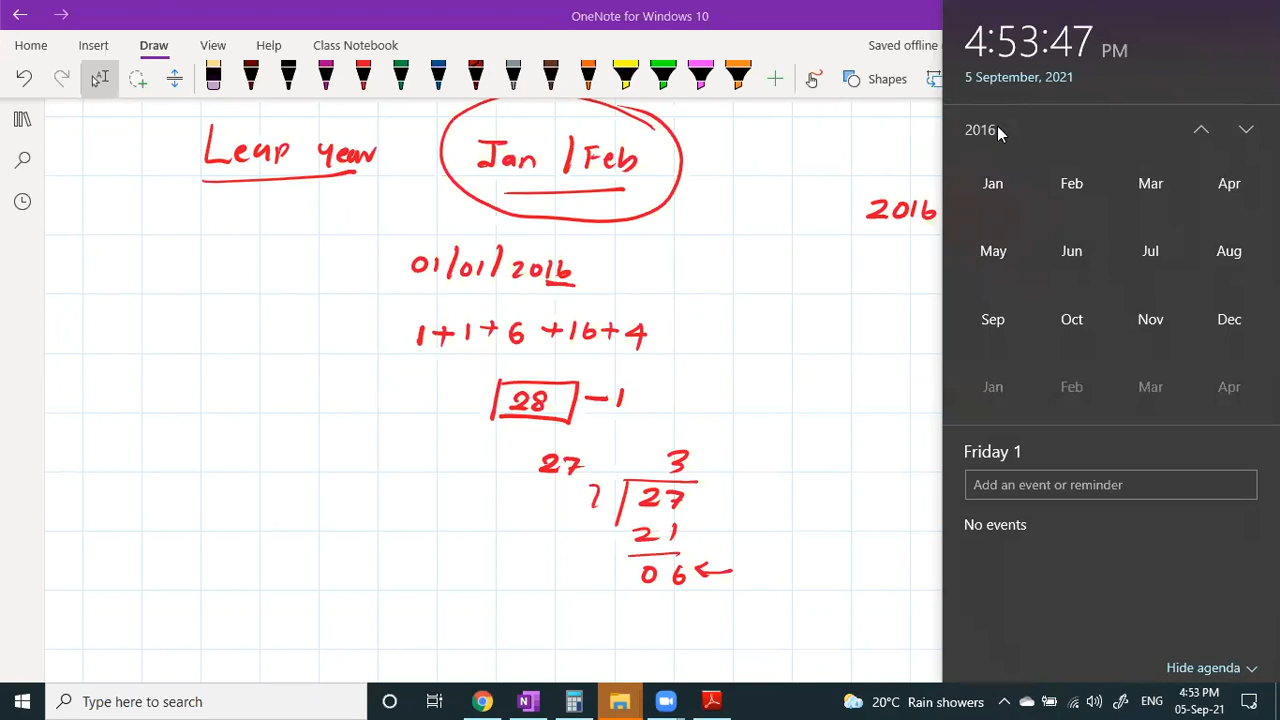 OneNote for Windows 10
Home Insert Draw View Help Class Notebook Saved offline
Shapes
Leap year Jan / Feb
2016
01/01/2016
1+1+6+16+4
28 -1
27 3
7 27
21
06
4:53:47 PM
5 September, 2021
2016
Jan Feb Mar Apr
May Jun Jul Aug
Sep Oct Nov Dec
Jan Feb Mar Apr
Friday 1
Add an event or reminder
No events
Hide agenda
Type here to search
20°C Rain showers
ENG
4:53 PM
05-Sep-21